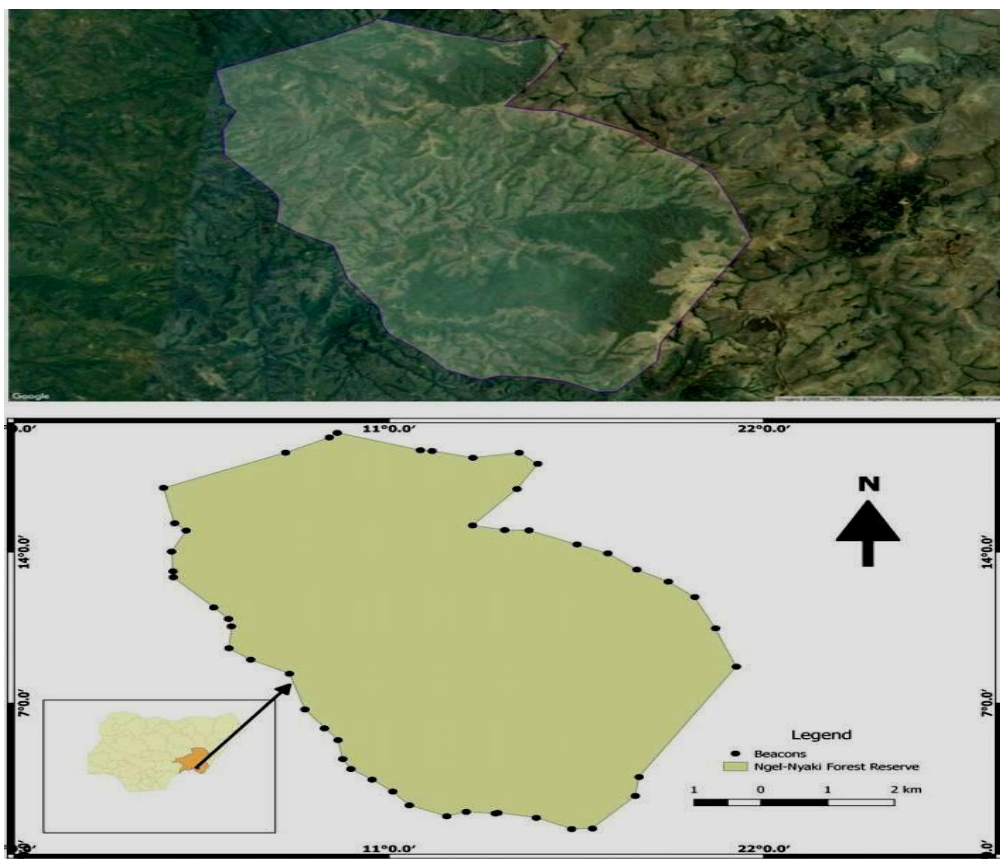 Google
11°0.0′
22°0.0′
N
14°0.0′
14°0.0′
7°0.0′
7°0.0′
Legend
Beacons
Ngel-Nyaki Forest Reserve
1 0 1 2 km
11°0.0′
22°0.0′